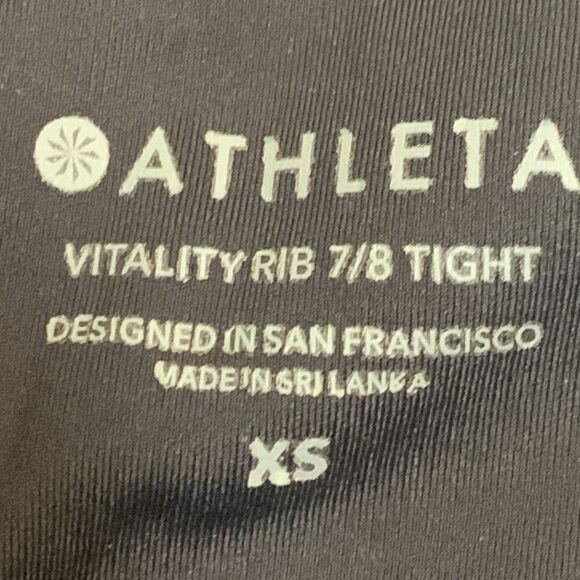 ATHLETA
VITALITY RIB 7/8 TIGHT
DESIGNED IN SAN FRANCISCO
MADE IN SRI LANKA
XS